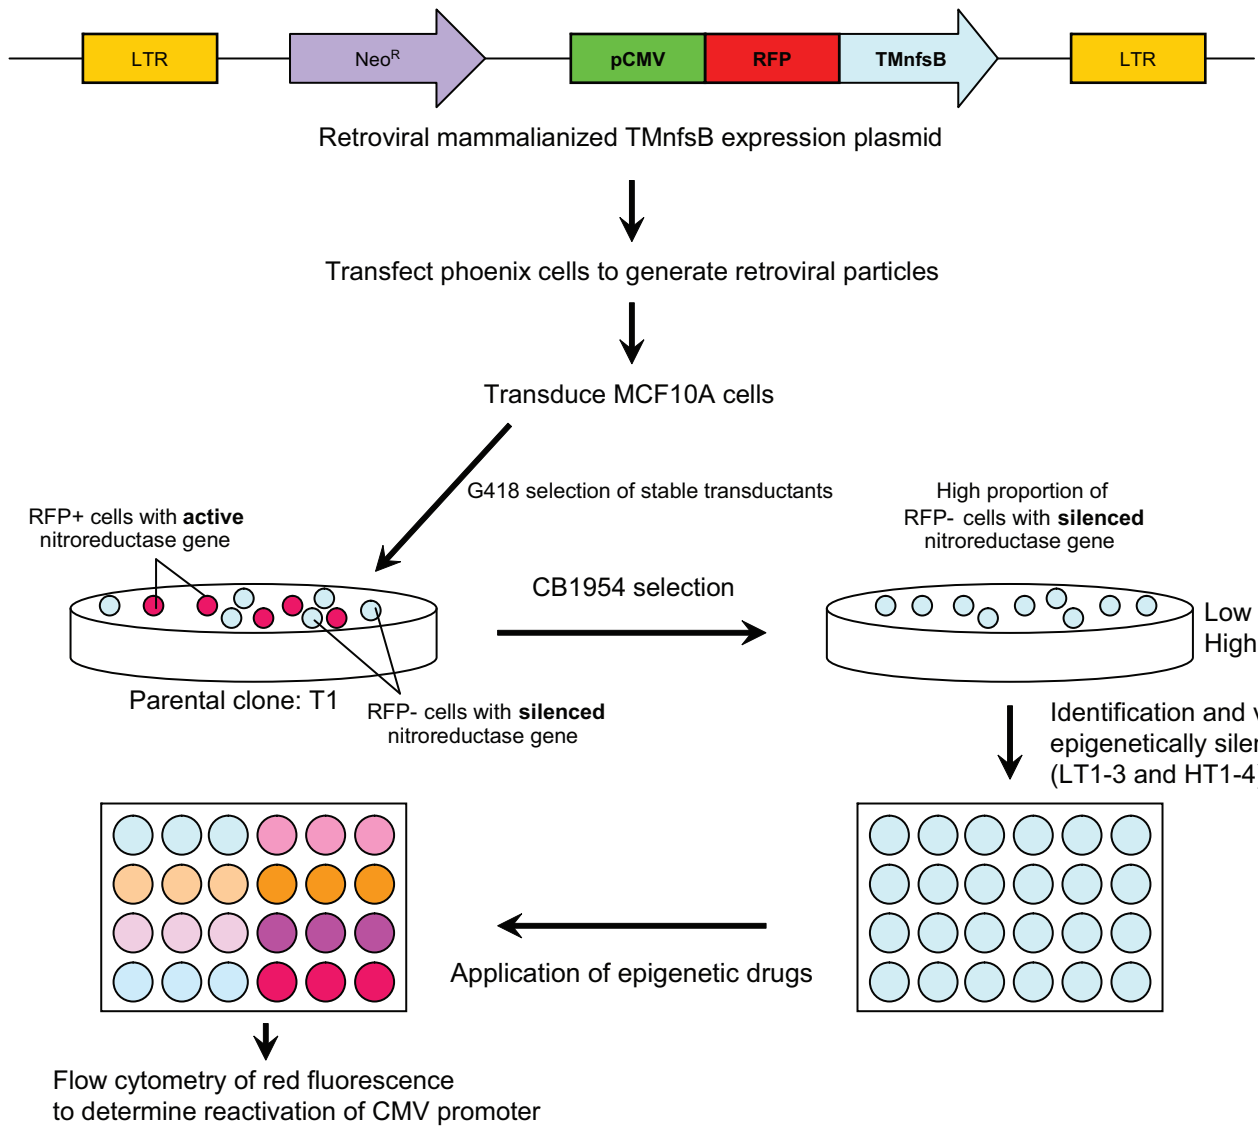 LTR
Neo^R
pCMV
RFP
TMnfsB
LTR
Retroviral mammalianized TMnfsB expression plasmid
Transfect phoenix cells to generate retroviral particles
Transduce MCF10A cells
G418 selection of stable transductants
RFP+ cells with active
nitroreductase gene
High proportion of
RFP- cells with silenced
nitroreductase gene
CB1954 selection
Low
High
Parental clone: T1
RFP- cells with silenced
nitroreductase gene
Identification and
epigenetically
(LT1-3 and HT1-4
Application of epigenetic drugs
Flow cytometry of red fluorescence
to determine reactivation of CMV promoter